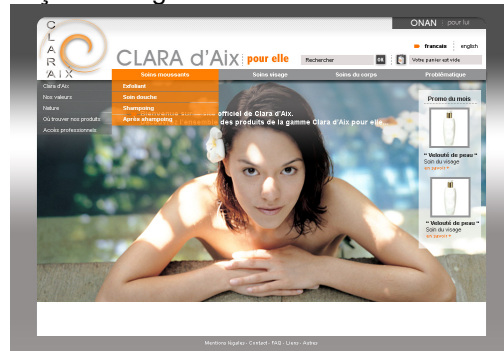 CLAR
A'AIX
ONAN | pour lui
francais english
CLARA d'Aix pour elle
Rechercher OK Votre panier est vide
Soins moussants Soins visage Soins du corps Problématique
Clara d'Aix
Nos valeurs
Nature
Où trouver nos produits
Accès professionnels
Exfoliant
Soin douche
Shampoing
Après shampoing
officiel de Clara d'Aix.
des produits de la gamme Clara d'Aix pour elle
Promo du mois
" Velouté de peau "
Soin du visage
en savoir +
" Velouté de peau "
Soin du visage
en savoir +
Mentions légales - Contact - FAQ - Liens - Autres